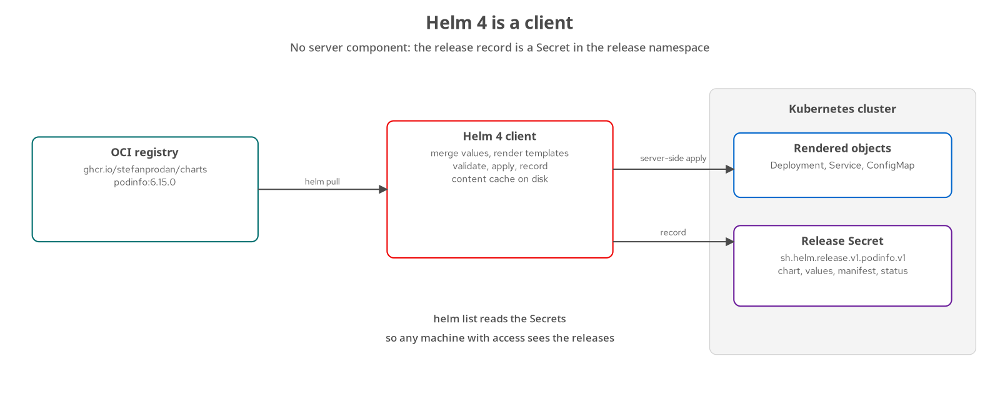 Helm 4 is a client
No server component: the release record is a Secret in the release namespace
OCI registry
ghcr.io/stefanprodan/charts
podinfo:6.15.0
helm pull
Helm 4 client
merge values, render templates
validate, apply, record
content cache on disk
server-side apply
record
Kubernetes cluster
Rendered objects
Deployment, Service, ConfigMap
Release Secret
sh.helm.release.v1.podinfo.v1
chart, values, manifest, status
helm list reads the Secrets
so any machine with access sees the releases